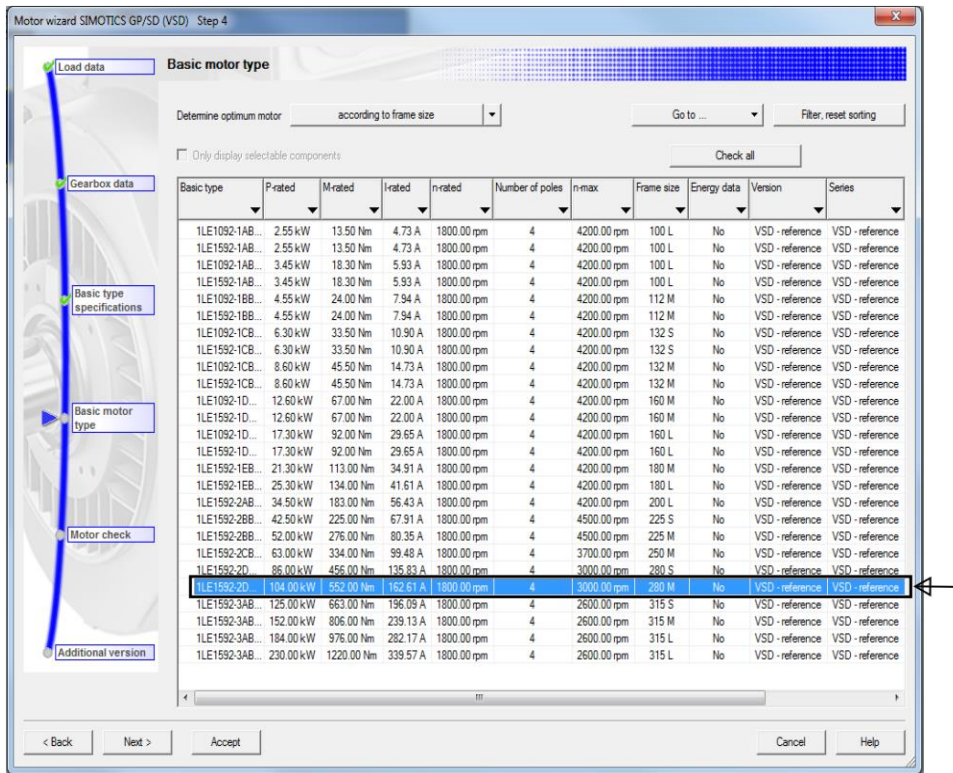 Motor wizard SIMOTICS GP/SD (VSD) Step 4
Load data
Gearbox data
Basic type
specifications
Basic motor
type
Motor check
Additional version
Basic motor type
Detemine optimum motor according to frame size Go to ... Filter, reset sorting
Only display selectable components Check all
Basic type P-rated M-rated I-rated n-rated Number of poles n-max Frame size Energy data Version Series
1LE1092-1AB... 2.55 kW 13.50 Nm 4.73 A 1800.00 rpm 4 4200.00 rpm 100 L No VSD - reference VSD - reference
1LE1592-1AB... 2.55 kW 13.50 Nm 4.73 A 1800.00 rpm 4 4200.00 rpm 100 L No VSD - reference VSD - reference
1LE1092-1AB... 3.45 kW 18.30 Nm 5.93 A 1800.00 rpm 4 4200.00 rpm 100 L No VSD - reference VSD - reference
1LE1592-1AB... 3.45 kW 18.30 Nm 5.93 A 1800.00 rpm 4 4200.00 rpm 100 L No VSD - reference VSD - reference
1LE1092-1BB... 4.55 kW 24.00 Nm 7.94 A 1800.00 rpm 4 4200.00 rpm 112 M No VSD - reference VSD - reference
1LE1592-1BB... 4.55 kW 24.00 Nm 7.94 A 1800.00 rpm 4 4200.00 rpm 112 M No VSD - reference VSD - reference
1LE1092-1CB... 6.30 kW 33.50 Nm 10.90 A 1800.00 rpm 4 4200.00 rpm 132 S No VSD - reference VSD - reference
1LE1592-1CB... 6.30 kW 33.50 Nm 10.90 A 1800.00 rpm 4 4200.00 rpm 132 S No VSD - reference VSD - reference
1LE1092-1CB... 8.60 kW 45.50 Nm 14.73 A 1800.00 rpm 4 4200.00 rpm 132 M No VSD - reference VSD - reference
1LE1592-1CB... 8.60 kW 45.50 Nm 14.73 A 1800.00 rpm 4 4200.00 rpm 132 M No VSD - reference VSD - reference
1LE1092-1D... 12.60 kW 67.00 Nm 22.00 A 1800.00 rpm 4 4200.00 rpm 160 M No VSD - reference VSD - reference
1LE1592-1D... 12.60 kW 67.00 Nm 22.00 A 1800.00 rpm 4 4200.00 rpm 160 M No VSD - reference VSD - reference
1LE1092-1D... 17.30 kW 92.00 Nm 29.65 A 1800.00 rpm 4 4200.00 rpm 160 L No VSD - reference VSD - reference
1LE1592-1D... 17.30 kW 92.00 Nm 29.65 A 1800.00 rpm 4 4200.00 rpm 160 L No VSD - reference VSD - reference
1LE1592-1EB... 21.30 kW 113.00 Nm 34.91 A 1800.00 rpm 4 4200.00 rpm 180 M No VSD - reference VSD - reference
1LE1592-1EB... 25.30 kW 134.00 Nm 41.61 A 1800.00 rpm 4 4200.00 rpm 180 L No VSD - reference VSD - reference
1LE1592-2AB... 34.50 kW 183.00 Nm 56.43 A 1800.00 rpm 4 4200.00 rpm 200 L No VSD - reference VSD - reference
1LE1592-2BB... 42.50 kW 225.00 Nm 67.91 A 1800.00 rpm 4 4500.00 rpm 225 S No VSD - reference VSD - reference
1LE1592-2BB... 52.00 kW 276.00 Nm 80.35 A 1800.00 rpm 4 4500.00 rpm 225 M No VSD - reference VSD - reference
1LE1592-2CB... 63.00 kW 334.00 Nm 99.48 A 1800.00 rpm 4 3700.00 rpm 250 M No VSD - reference VSD - reference
1LE1592-2D... 86.00 kW 456.00 Nm 135.83 A 1800.00 rpm 4 3000.00 rpm 280 S No VSD - reference VSD - reference
1LE1592-2D... 104.00 kW 552.00 Nm 162.61 A 1800.00 rpm 4 3000.00 rpm 280 M No VSD - reference VSD - reference
1LE1592-3AB... 125.00 kW 663.00 Nm 196.09 A 1800.00 rpm 4 2600.00 rpm 315 S No VSD - reference VSD - reference
1LE1592-3AB... 152.00 kW 806.00 Nm 239.13 A 1800.00 rpm 4 2600.00 rpm 315 M No VSD - reference VSD - reference
1LE1592-3AB... 184.00 kW 976.00 Nm 282.17 A 1800.00 rpm 4 2600.00 rpm 315 L No VSD - reference VSD - reference
1LE1592-3AB... 230.00 kW 1220.00 Nm 339.57 A 1800.00 rpm 4 2600.00 rpm 315 L No VSD - reference VSD - reference
< Back Next > Accept Cancel Help